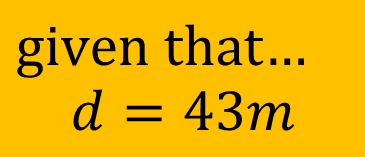 given that...
d = 43m